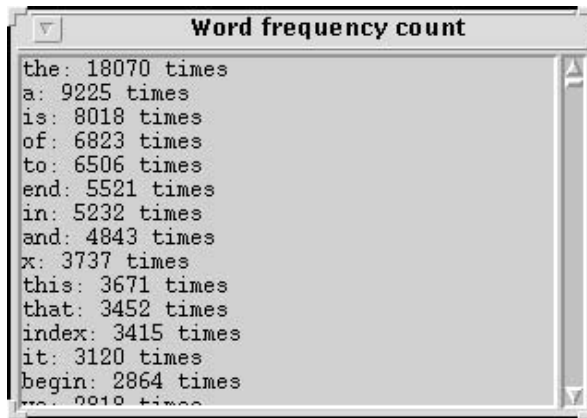 Word frequency count
the: 18070 times
a: 9225 times
is: 8018 times
of: 6823 times
to: 6506 times
end: 5521 times
in: 5232 times
and: 4843 times
x: 3737 times
this: 3671 times
that: 3452 times
index: 3415 times
it: 3120 times
begin: 2864 times